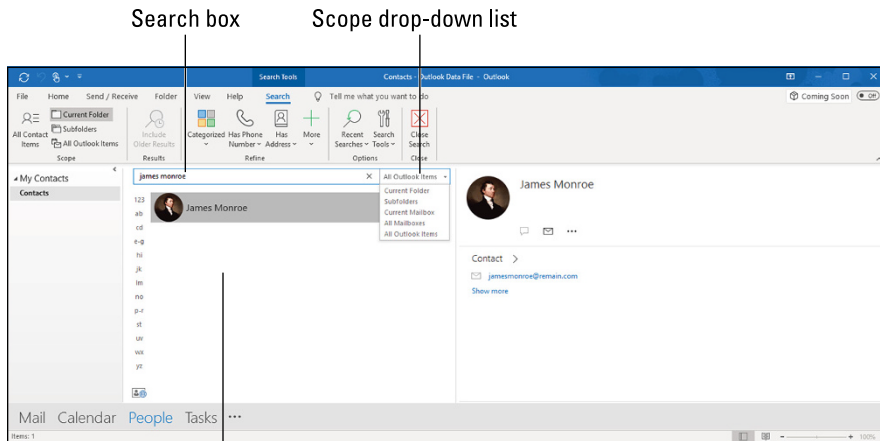 Search box Scope drop-down list
Search Tools Contacts - Outlook Data File - Outlook
File Home Send / Receive Folder View Help Search Tell me what you want to do Coming Soon Off
All Contact Items
Current Folder
Subfolders
All Outlook Items
Scope
Include Older Results
Results
Categorized
Has Phone Number
Has Address
More
Refine
Recent Searches
Search Tools
Options
Close Search
Close
My Contacts
Contacts
james monroe All Outlook Items
Current Folder
Subfolders
Current Mailbox
All Mailboxes
All Outlook Items
123
ab
cd
e-g
hi
jk
lm
no
p-r
st
uv
wx
yz
James Monroe
James Monroe
Contact
jamesmonroe@remain.com
Show more
Mail Calendar People Tasks
Items: 1 100%